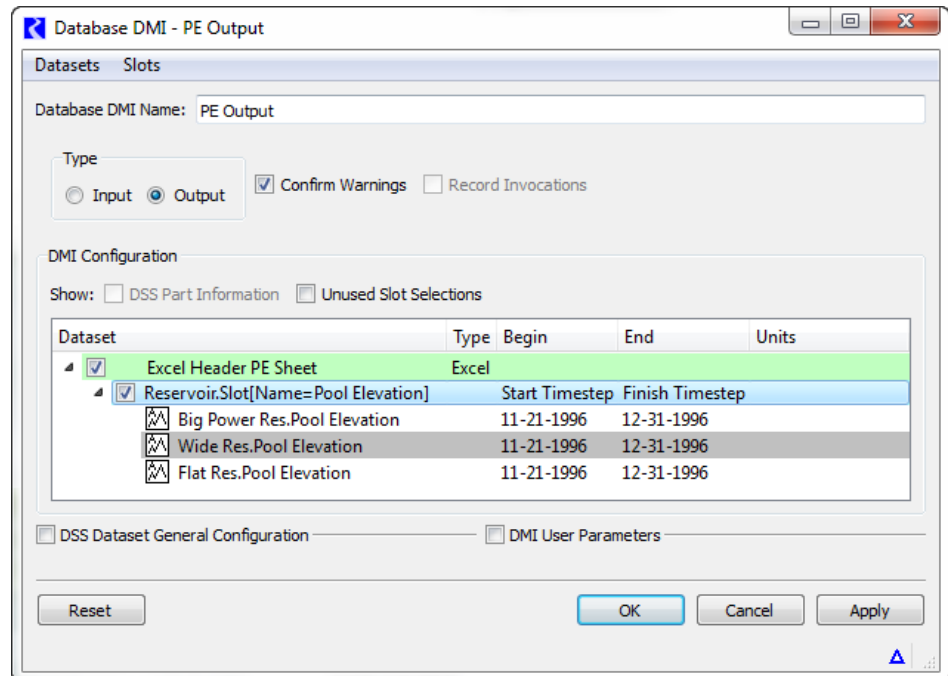 Database DMI - PE Output
Datasets Slots
Database DMI Name: PE Output
Type
Input Output Confirm Warnings Record Invocations
DMI Configuration
Show: DSS Part Information Unused Slot Selections
Dataset Type Begin End Units
Excel Header PE Sheet Excel
Reservoir.Slot[Name=Pool Elevation] Start Timestep Finish Timestep
Big Power Res.Pool Elevation 11-21-1996 12-31-1996
Wide Res.Pool Elevation 11-21-1996 12-31-1996
Flat Res.Pool Elevation 11-21-1996 12-31-1996
DSS Dataset General Configuration DMI User Parameters
Reset OK Cancel Apply